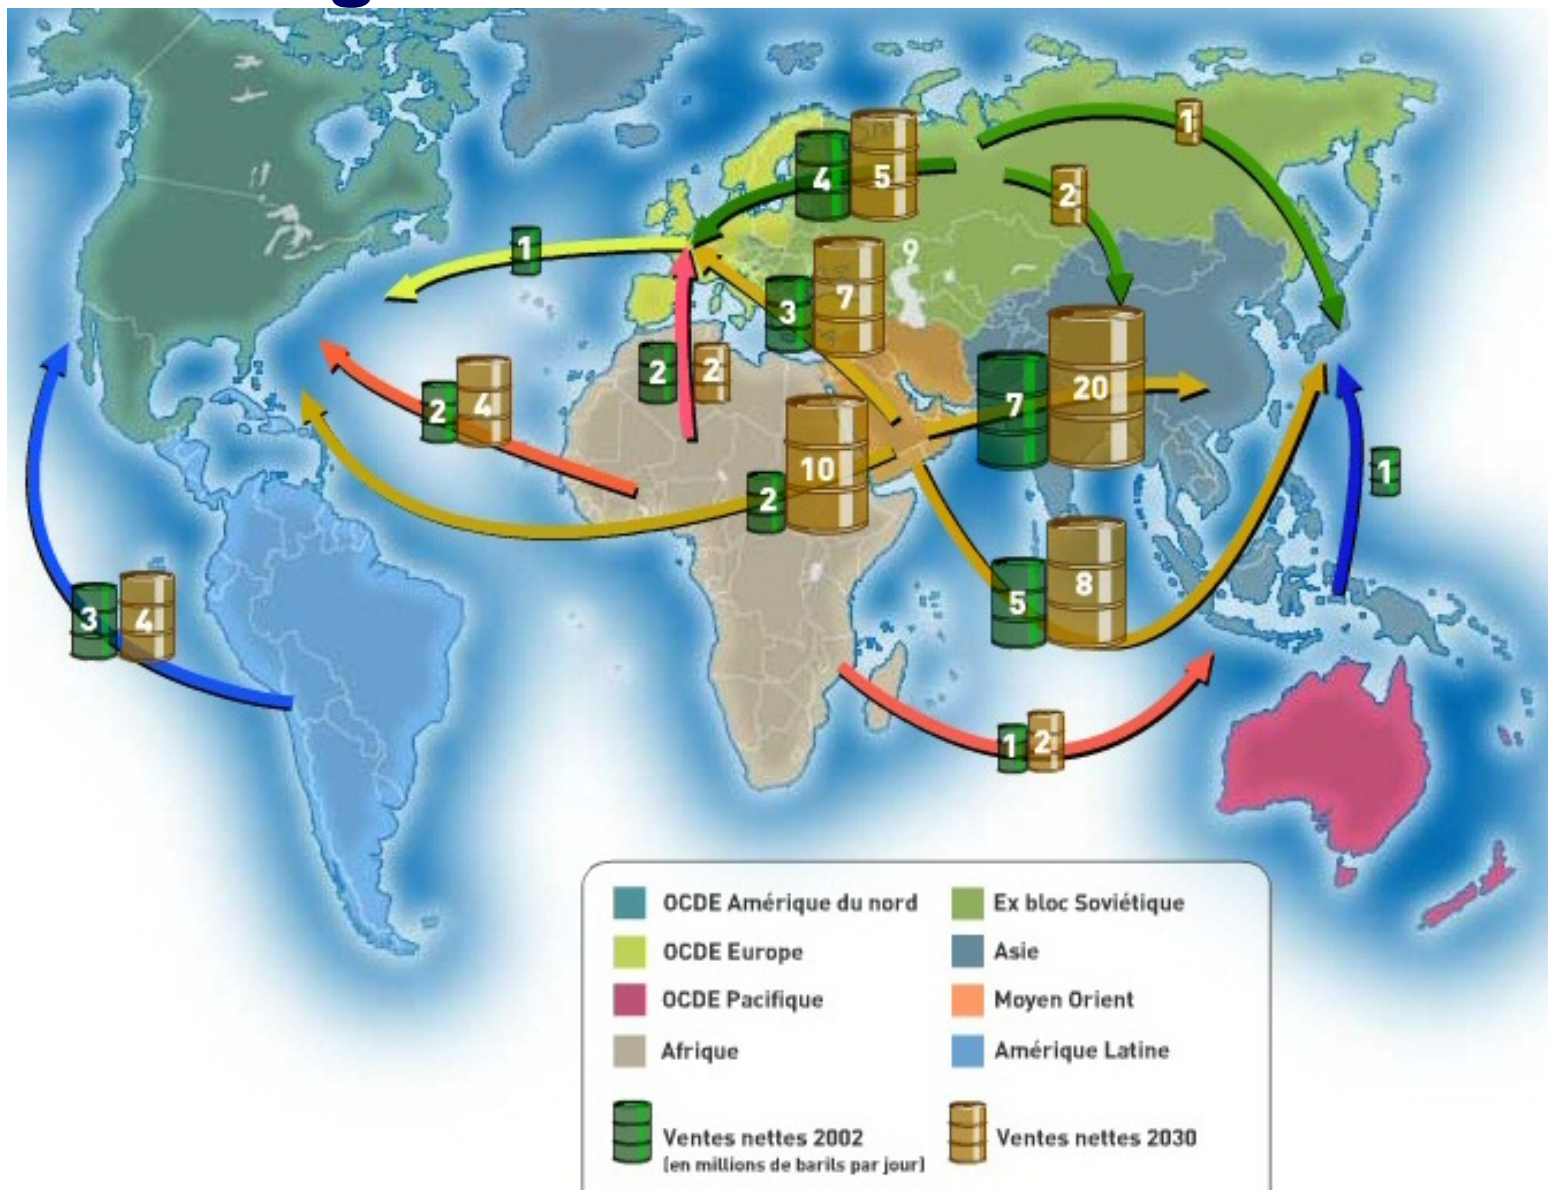 1
4
5
2
1
9
3
7
2
2
2
4
7
20
2
10
1
5
8
3
4
1
2
OCDE Amérique du nord
OCDE Europe
OCDE Pacifique
Afrique
Ex bloc Soviétique
Asie
Moyen Orient
Amérique Latine
Ventes nettes 2002
[en millions de barils par jour]
Ventes nettes 2030